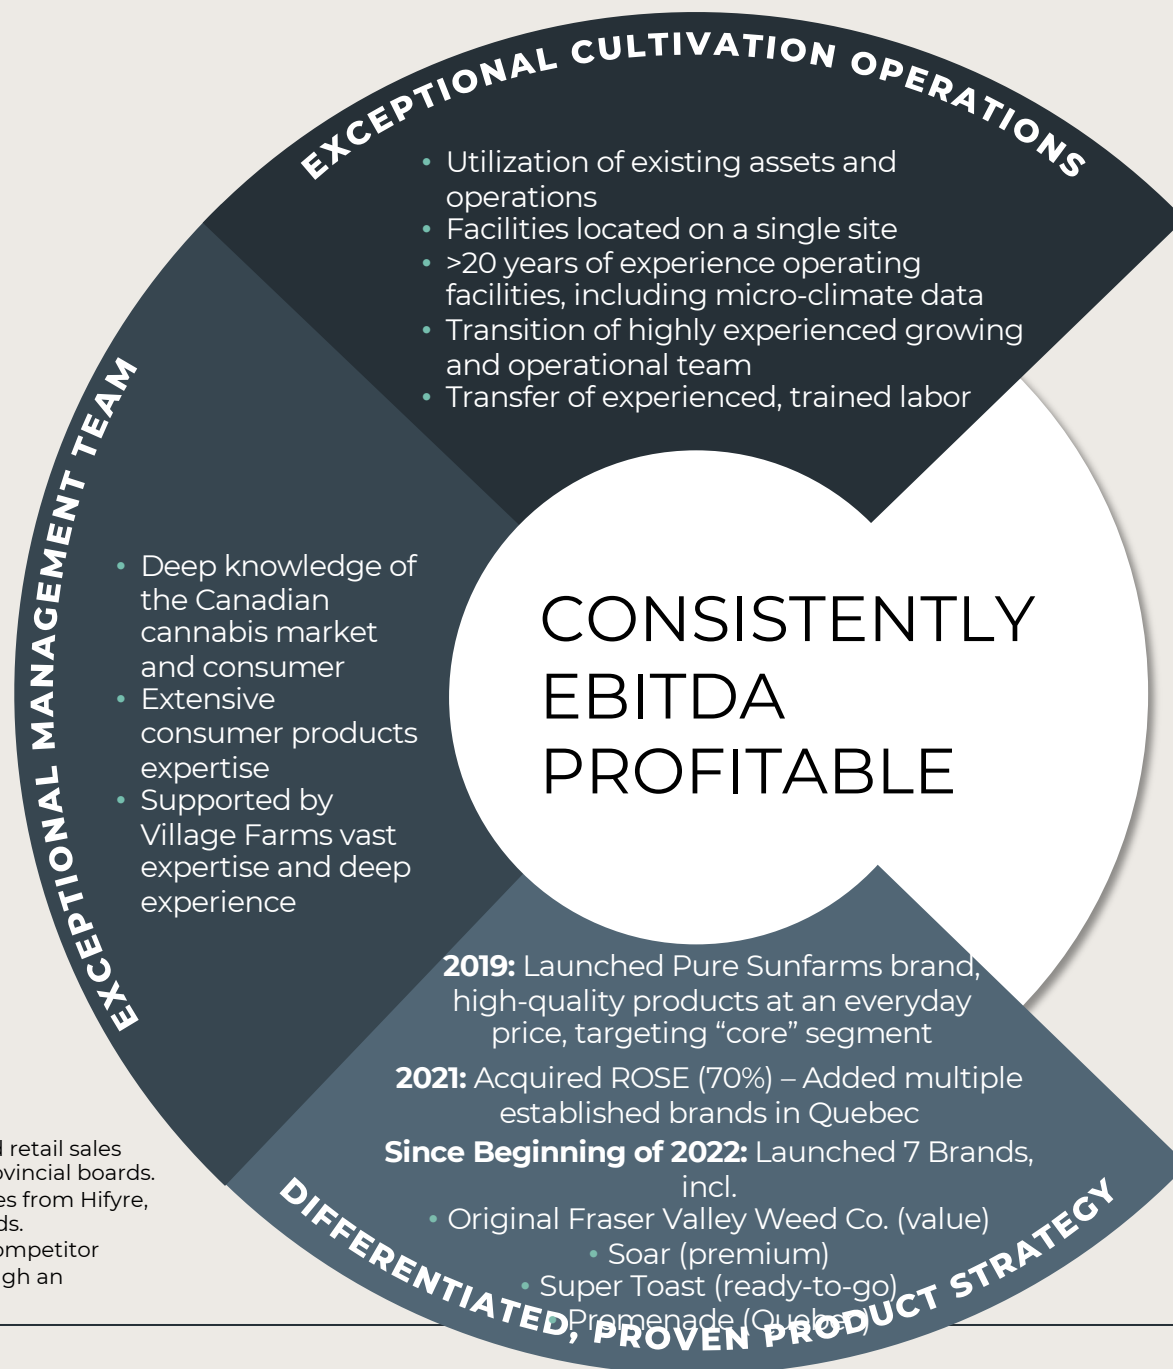 EXCEPTIONAL CULTIVATION OPERATIONS
• Utilization of existing assets and
operations
• Facilities located on a single site
• >20 years of experience operating
facilities, including micro-climate data
• Transition of highly experienced growing
and operational team
• Transfer of experienced, trained labor
EXCEPTIONAL MANAGEMENT TEAM
• Deep knowledge of
the Canadian
cannabis market
and consumer
• Extensive
consumer products
expertise
• Supported by
Village Farms vast
expertise and deep
experience
CONSISTENTLY
EBITDA
PROFITABLE
2019: Launched Pure Sunfarms brand,
high-quality products at an everyday
price, targeting “core” segment
2021: Acquired ROSE (70%) – Added multiple
established brands in Quebec
Since Beginning of 2022: Launched 7 Brands,
incl.
• Original Fraser Valley Weed Co. (value)
• Soar (premium)
• Super Toast (ready-to-go)
• Promenade (Quebec)
DIFFERENTIATED, PROVEN PRODUCT STRATEGY
retail sales
ovincial boards.
es from Hifyre,
ds.
ompetitor
gh an